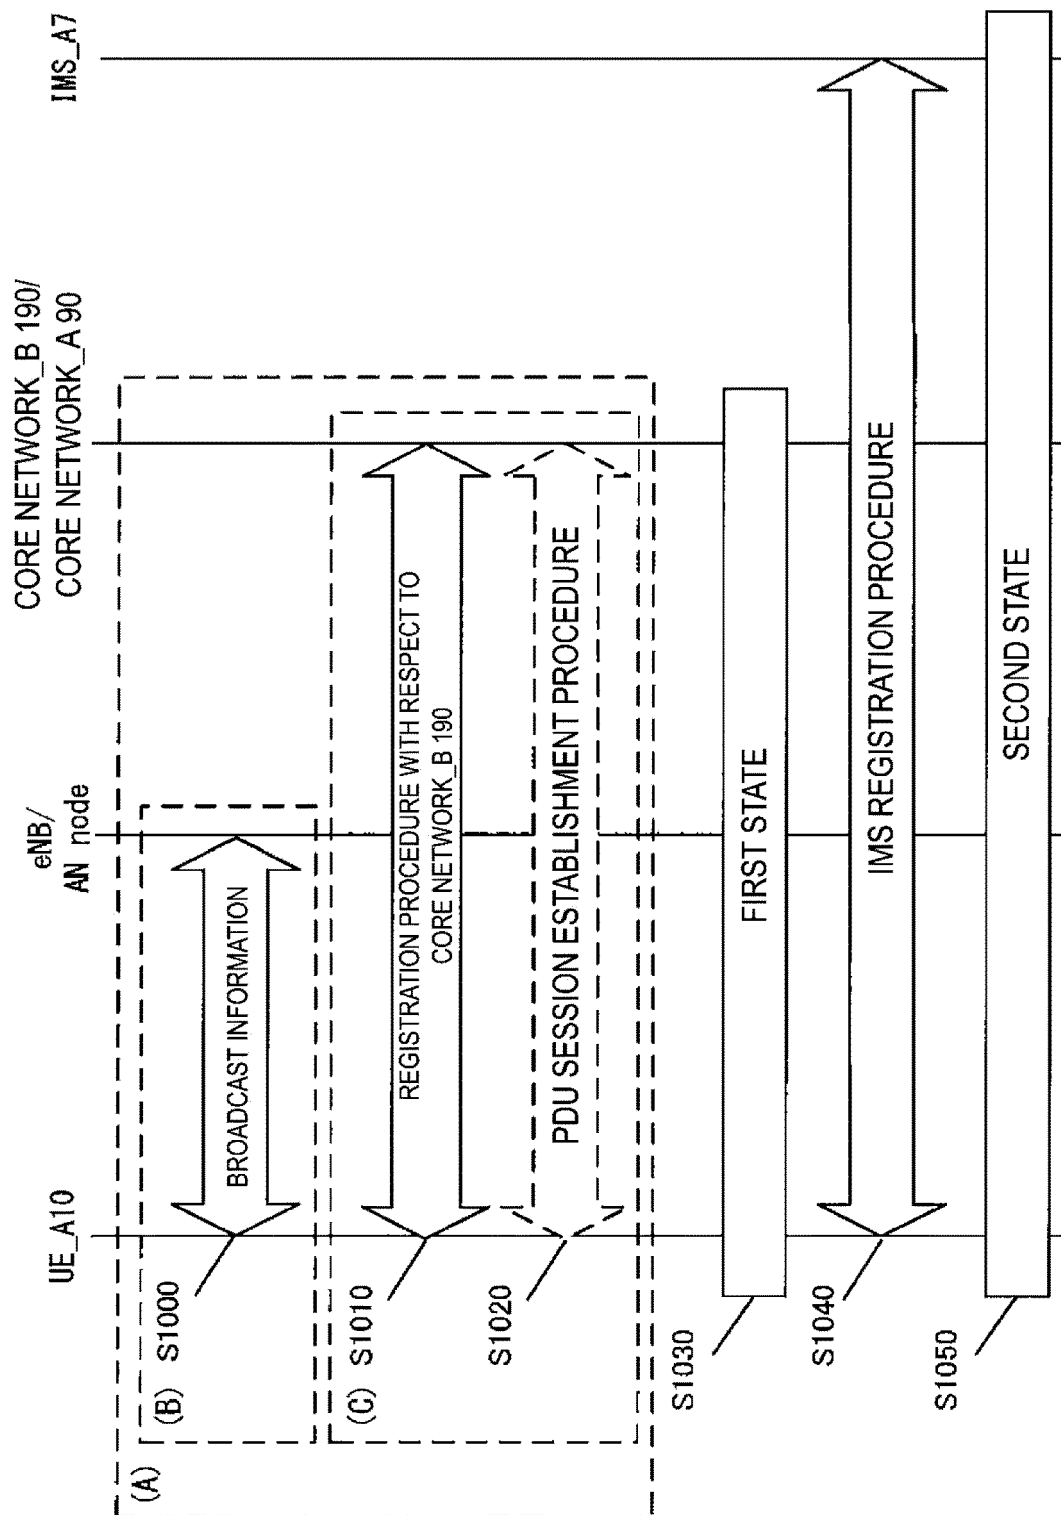 UE_A10
eNB/
AN node
CORE NETWORK_B 190/
CORE NETWORK_A 90
IMS_A7
(A)
(B) S1000
BROADCAST INFORMATION
(C) S1010
REGISTRATION PROCEDURE WITH RESPECT TO
CORE NETWORK_B 190
S1020
PDU SESSION ESTABLISHMENT PROCEDURE
S1030
FIRST STATE
S1040
IMS REGISTRATION PROCEDURE
S1050
SECOND STATE